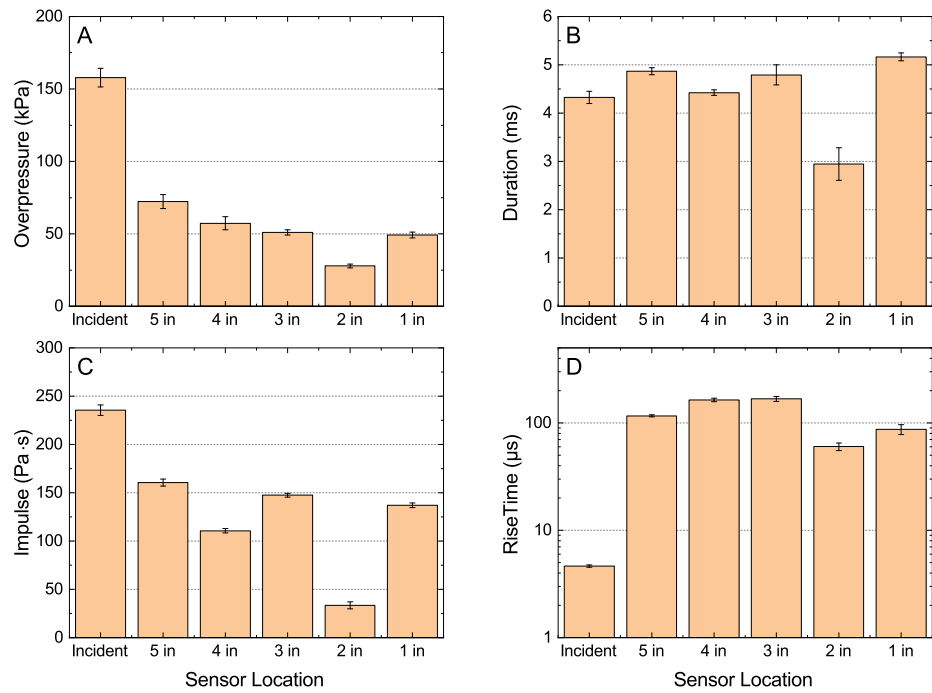 A
200
150
100
50
0
Overpressure (kPa)
Incident 5 in 4 in 3 in 2 in 1 in
B
6
5
4
3
2
1
0
Duration (ms)
Incident 5 in 4 in 3 in 2 in 1 in
C
300
250
200
150
100
50
0
Impulse (Pa·s)
Incident 5 in 4 in 3 in 2 in 1 in
Sensor Location
D
100
10
1
RiseTime (μs)
Incident 5 in 4 in 3 in 2 in 1 in
Sensor Location